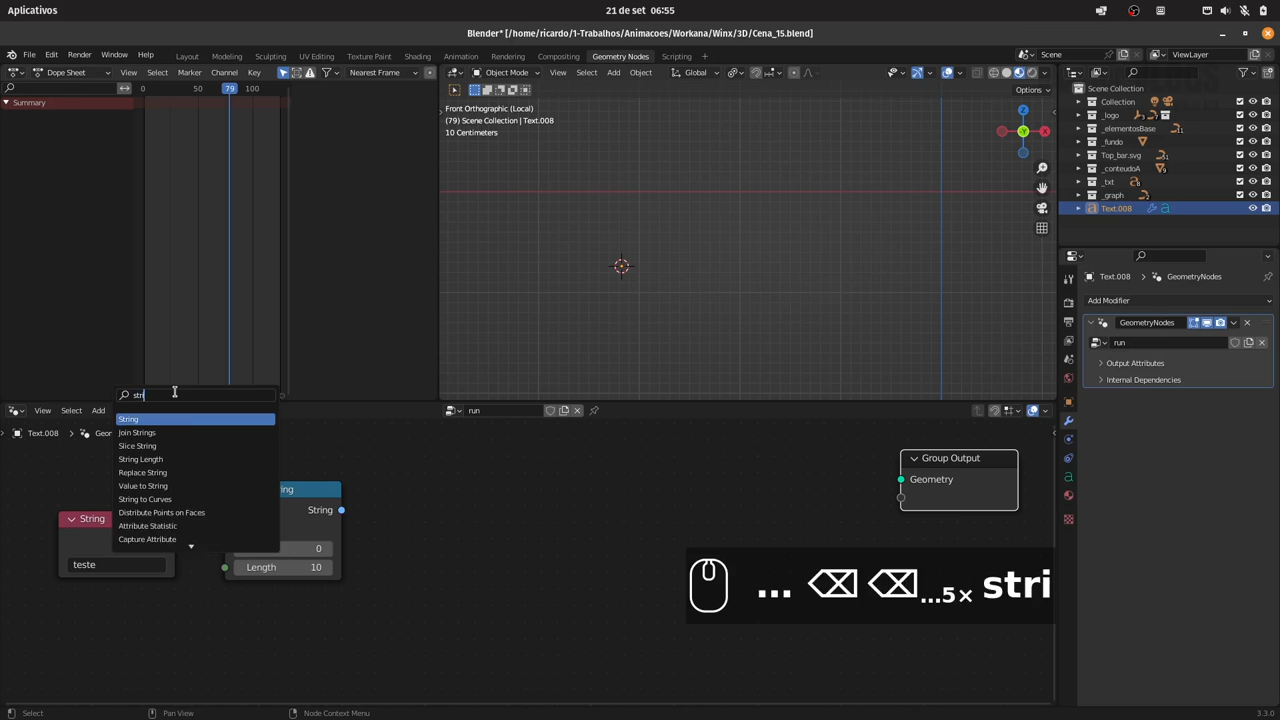 Aplicativos
21 de set 06:55
Blender* [/home/ricardo/1-Trabalhos/Animacoes/Workana/Winx/3D/Cena_15.blend]
File Edit Render Window Help
Layout Modeling Sculpting UV Editing Texture Paint Shading Animation Rendering Compositing Geometry Nodes Scripting +
Scene
ViewLayer
Dope Sheet View Select Marker Channel Key Nearest Frame
Object Mode View Select Add Object Global
0 50 79 100
Options
Summary
Front Orthographic (Local)
(79) Scene Collection | Text.008
10 Centimeters
Z
Y
X
Scene Collection
Collection
_logo
_elementosBase
11
_fundo
Top_bar.svg
_conteudoA
9
_txt
8
_graph
Text.008
Text.008 > GeometryNodes
Add Modifier
GeometryNodes
run
Output Attributes
Internal Dependencies
stri
String
Join Strings
Slice String
String Length
Replace String
Value to String
String to Curves
Distribute Points on Faces
Attribute Statistic
Capture Attribute
View Select Add
run
Text.008 > Geor
String
teste
ing
String
0
Length 10
Group Output
Geometry
... ⌫ ⌫...5× stri
Select
Pan View
Node Context Menu
3.3.0